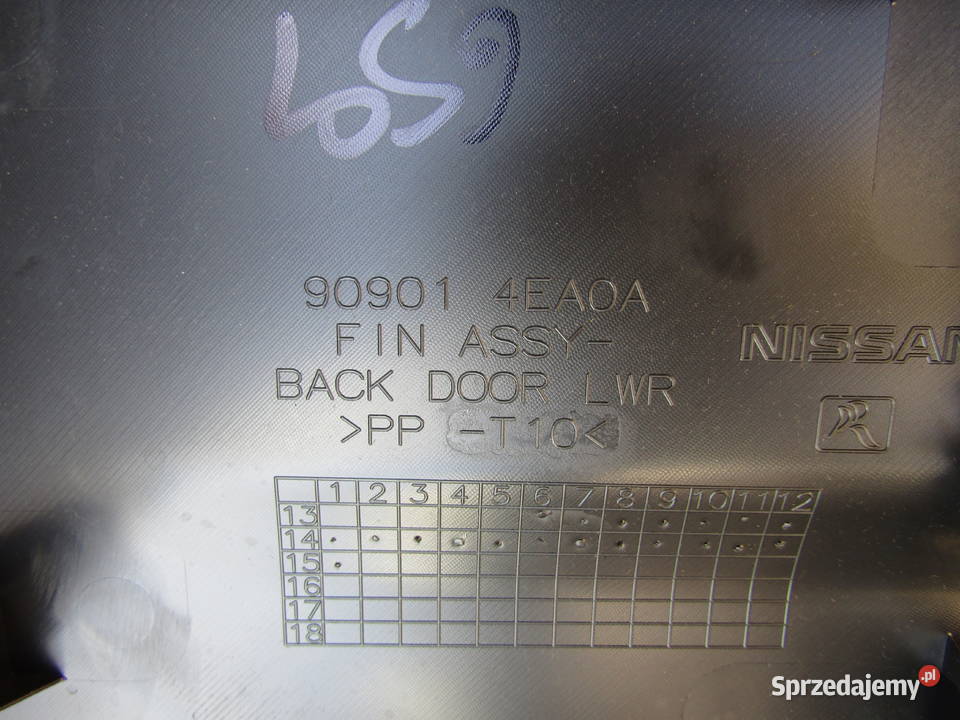 90901 4EA0A
FIN ASSY-
NISSAN
BACK DOOR LWR
>PP -T10<
1 2 3 4 5 6 7 8 9 10 11 12
13
14
15
16
17
18
Sprzedajemy.pl